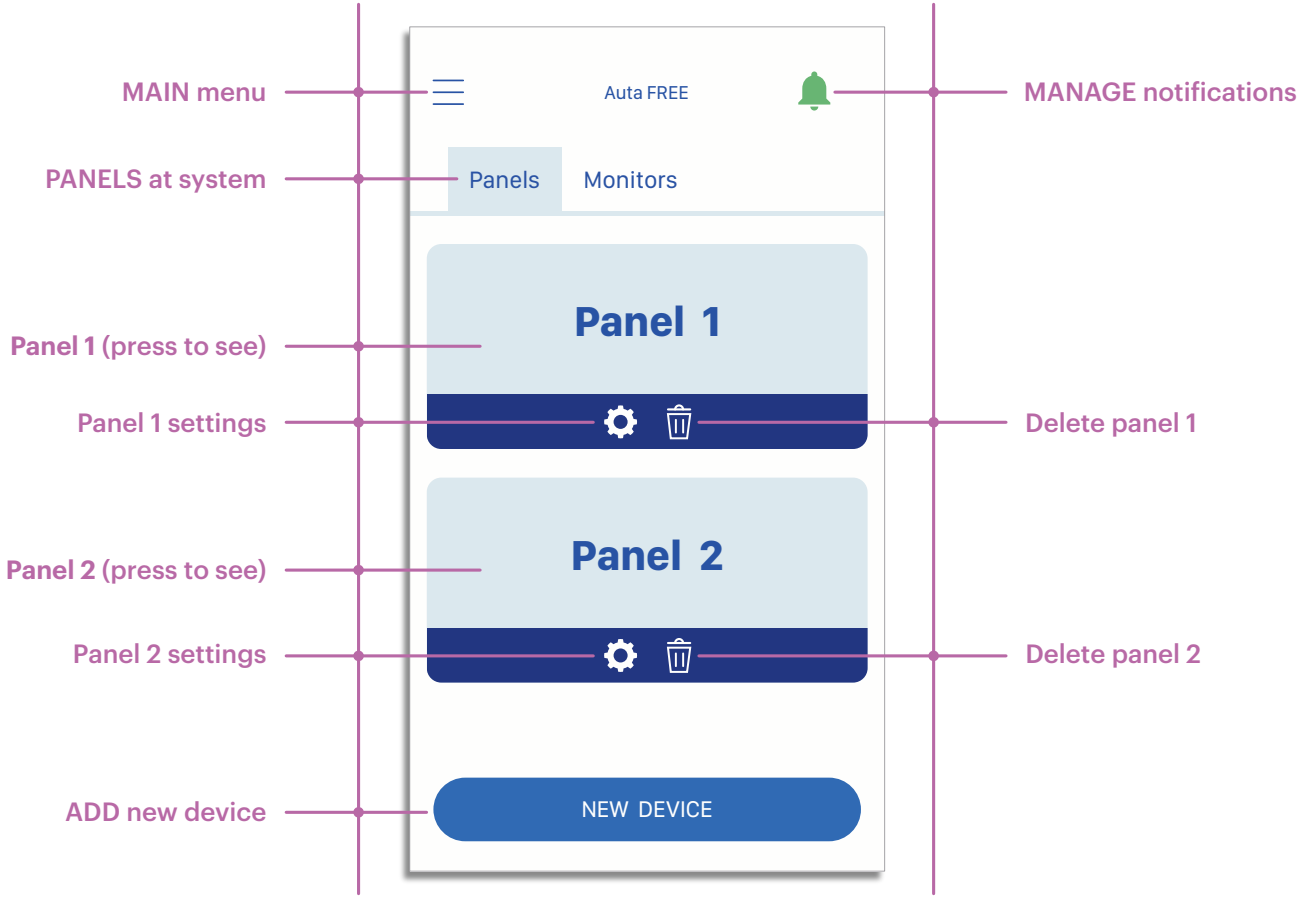 MAIN menu
Auta FREE
MANAGE notifications
PANELS at system
Panels
Monitors
Panel 1
Panel 1 (press to see)
Panel 1 settings
Delete panel 1
Panel 2
Panel 2 (press to see)
Panel 2 settings
Delete panel 2
ADD new device
NEW DEVICE